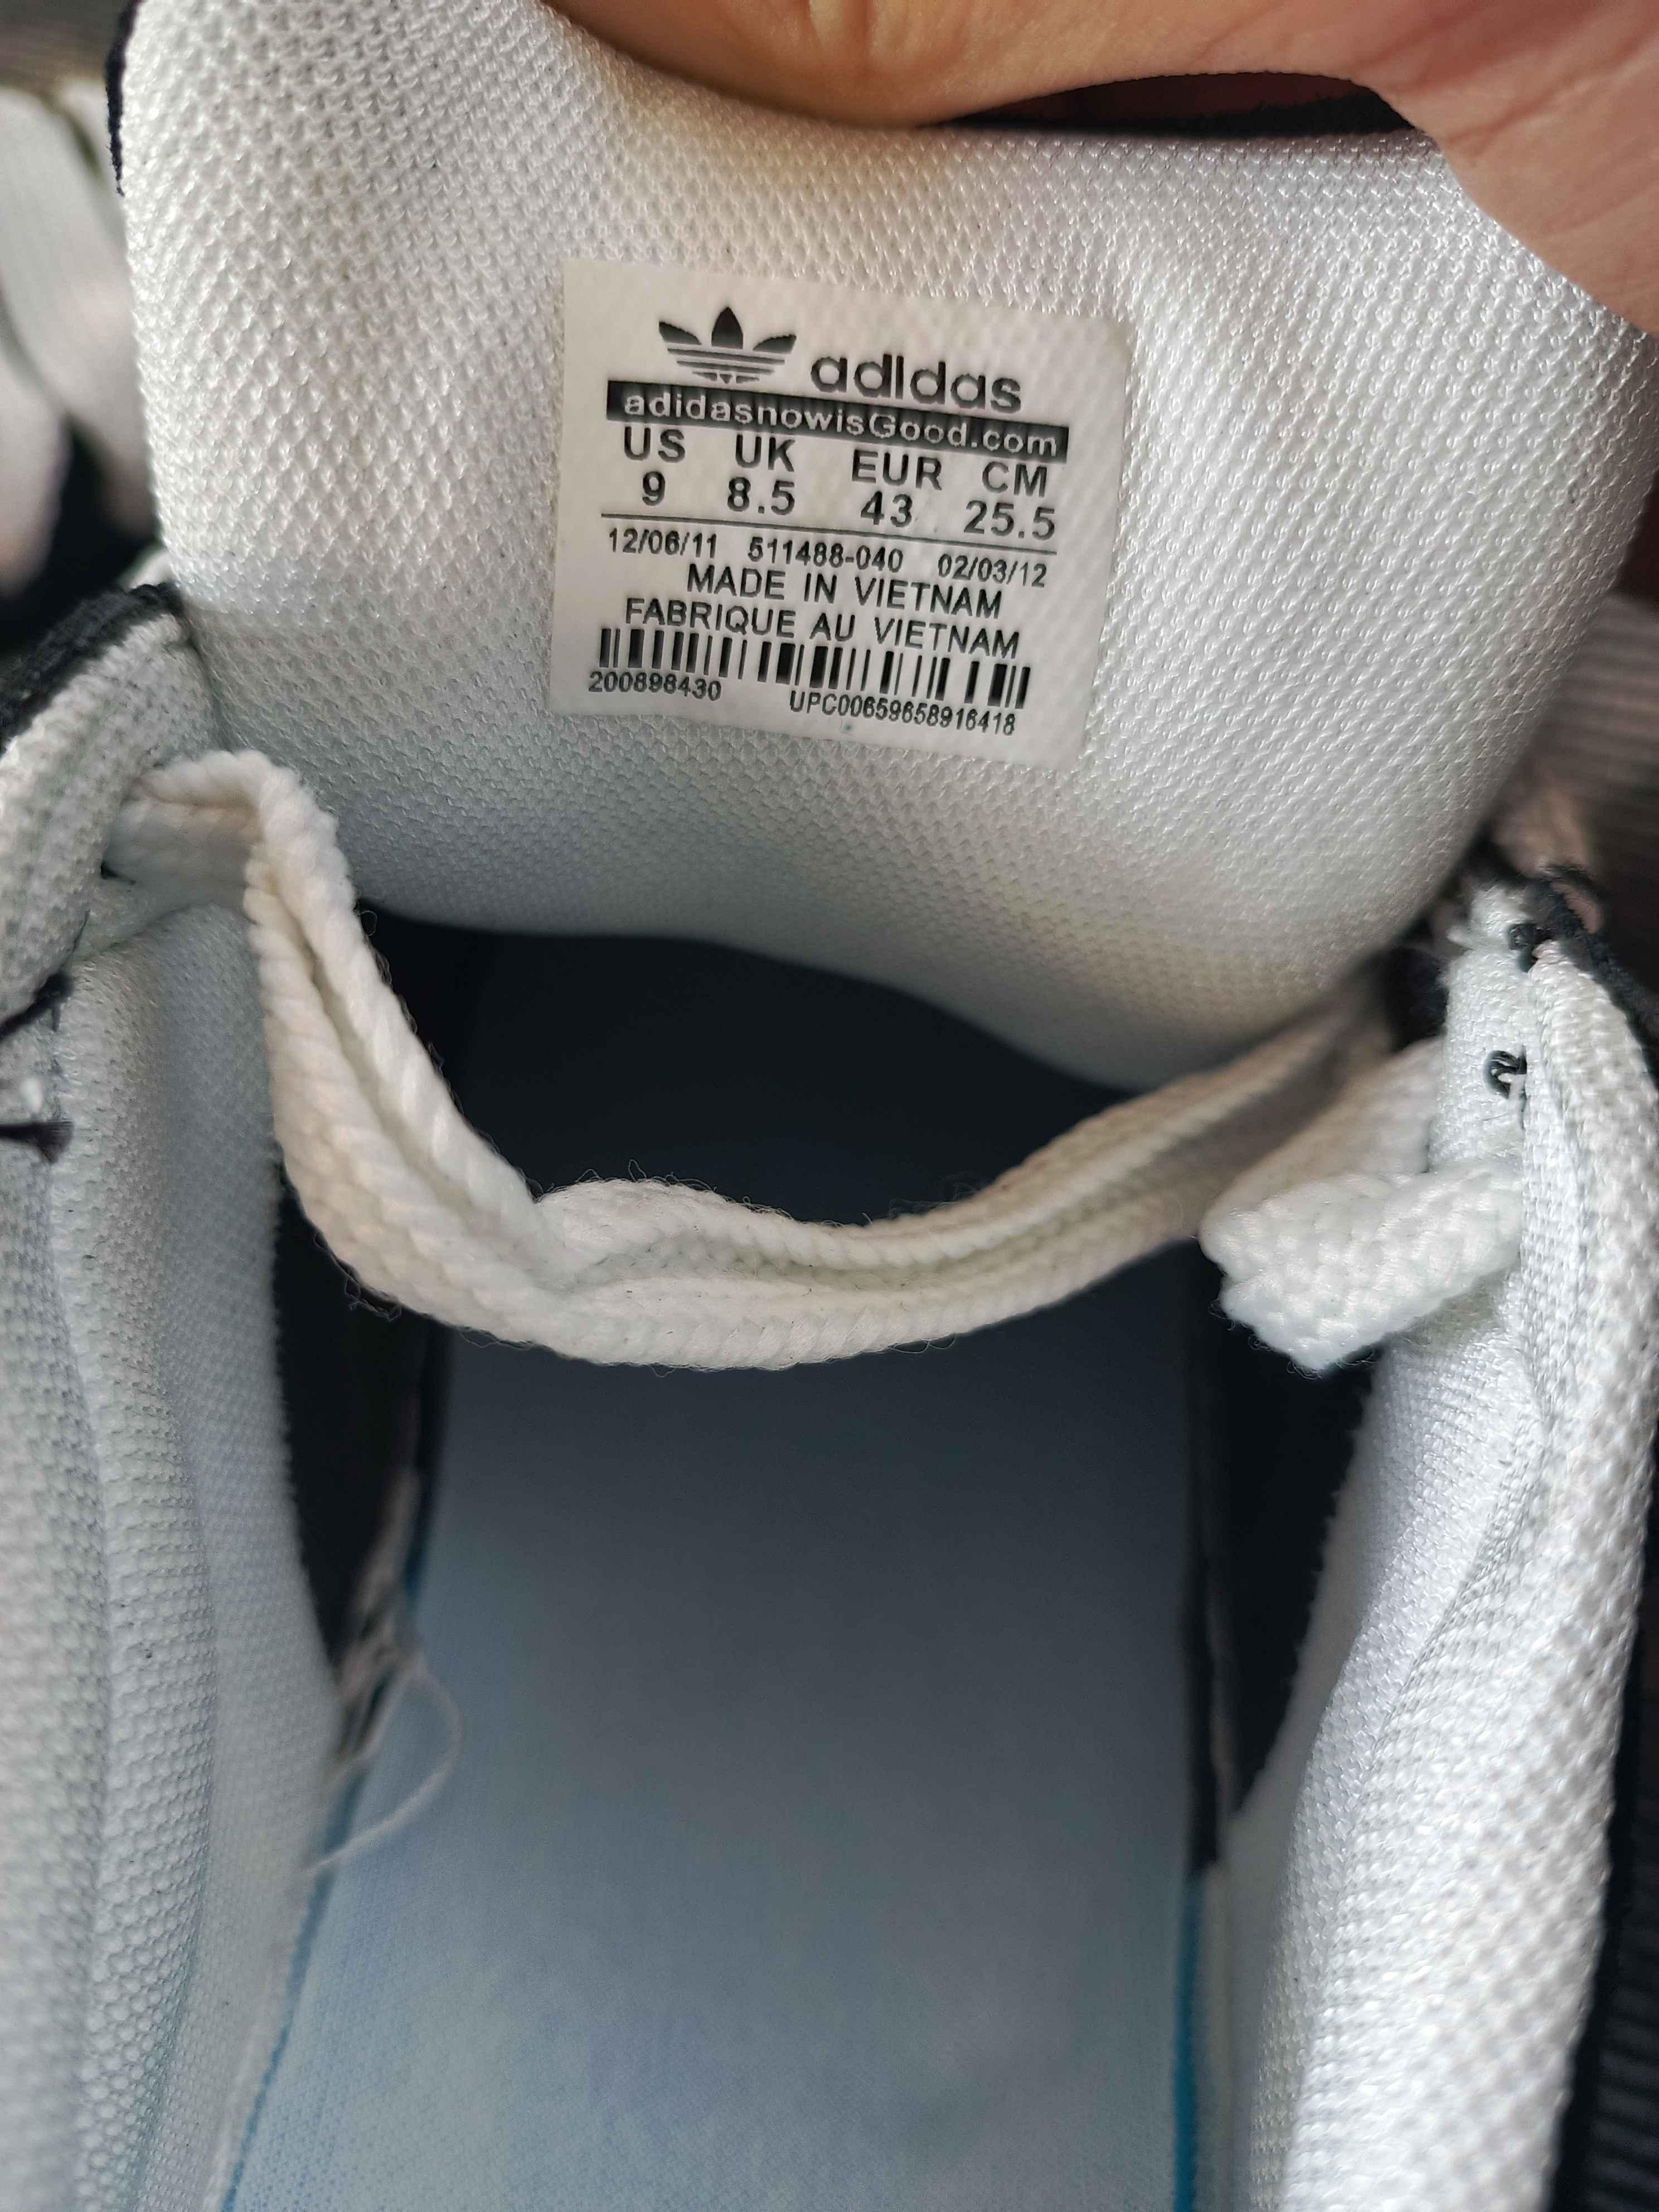 adidas
adidasnowisGood.com
US UK EUR CM
9 8.5 43 25.5
12/06/11 511488-040 02/03/12
MADE IN VIETNAM
FABRIQUE AU VIETNAM
200898430 UPC00659658916418